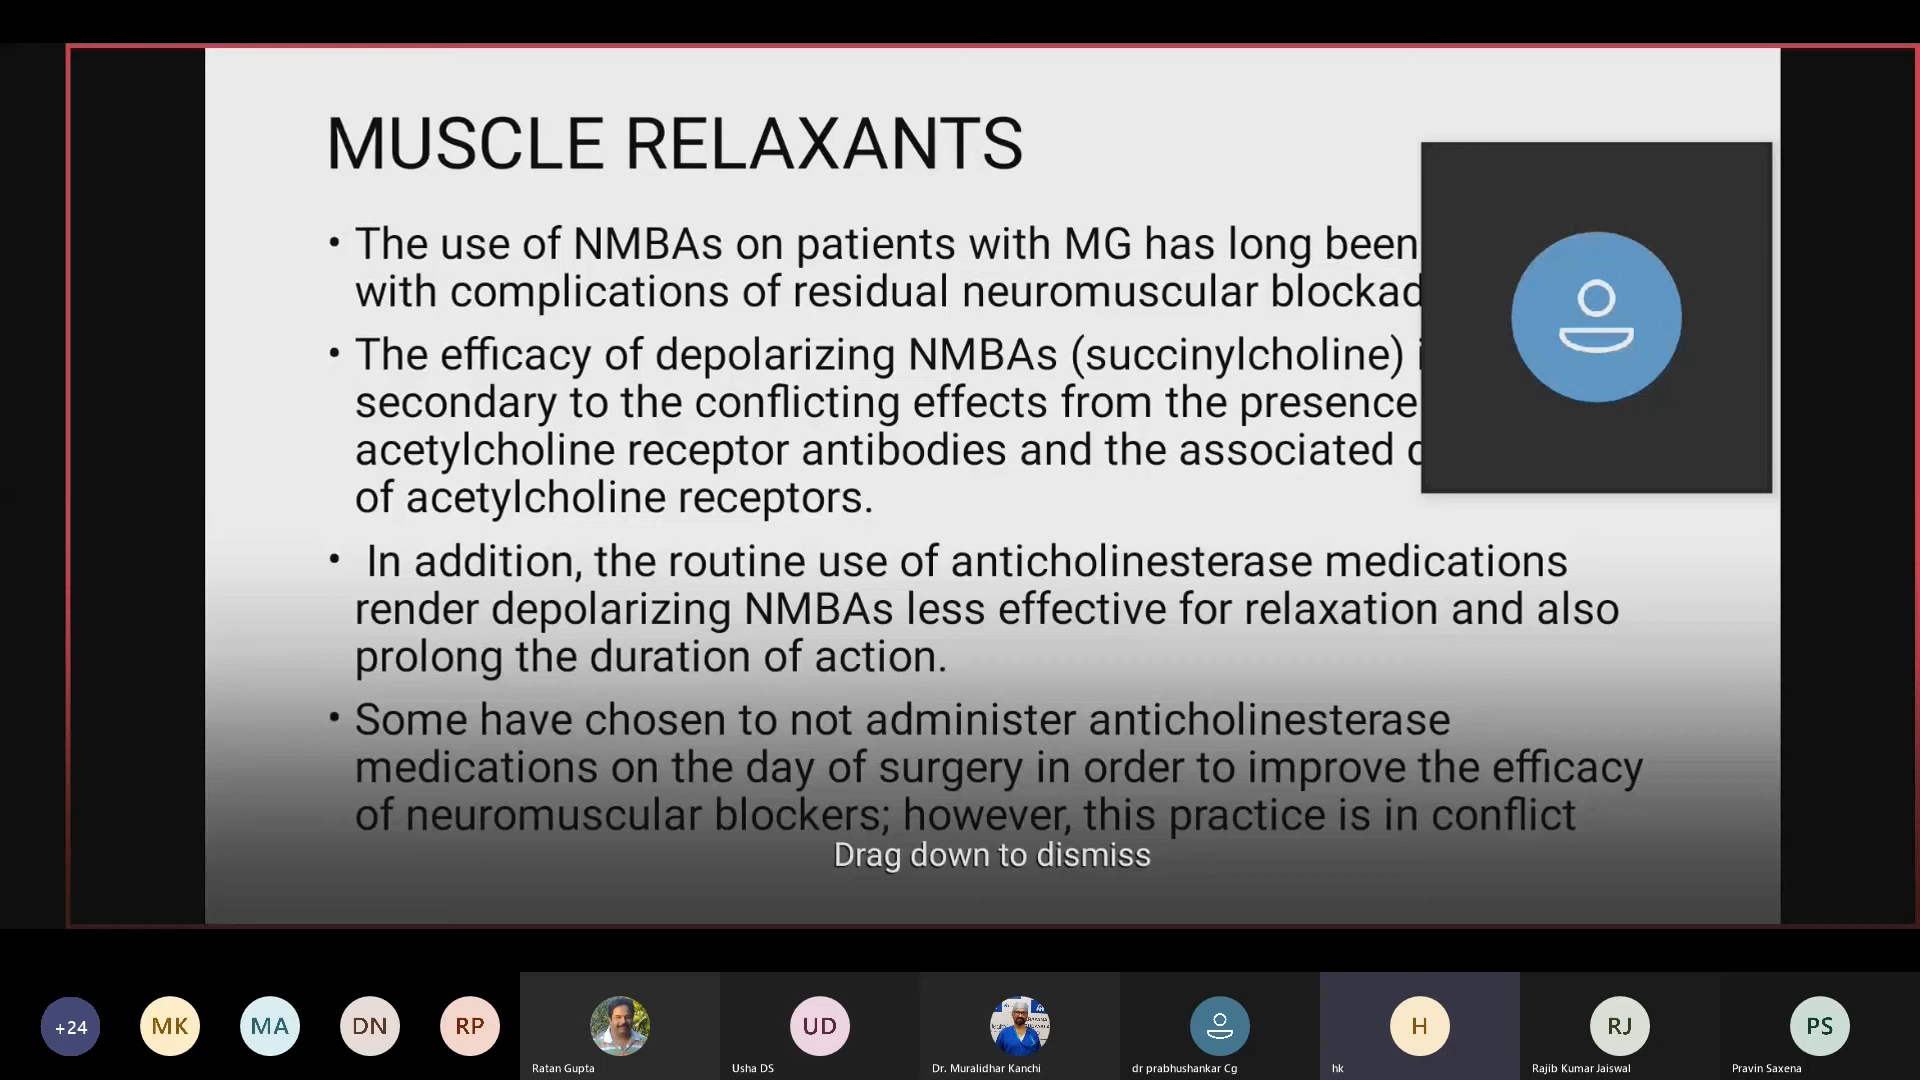 MUSCLE RELAXANTS
• The use of NMBAs on patients with MG has long been
with complications of residual neuromuscular blockad
• The efficacy of depolarizing NMBAs (succinylcholine)
secondary to the conflicting effects from the presence
acetylcholine receptor antibodies and the associated
of acetylcholine receptors.
• In addition, the routine use of anticholinesterase medications
render depolarizing NMBAs less effective for relaxation and also
prolong the duration of action.
• Some have chosen to not administer anticholinesterase
medications on the day of surgery in order to improve the efficacy
of neuromuscular blockers; however, this practice is in conflict
Drag down to dismiss
+24
MK
MA
DN
RP
Ratan Gupta
UD
Usha DS
Dr. Muralidhar Kanchi
dr prabhushankar Cg
H
hk
RJ
Rajib Kumar Jaiswal
PS
Pravin Saxena